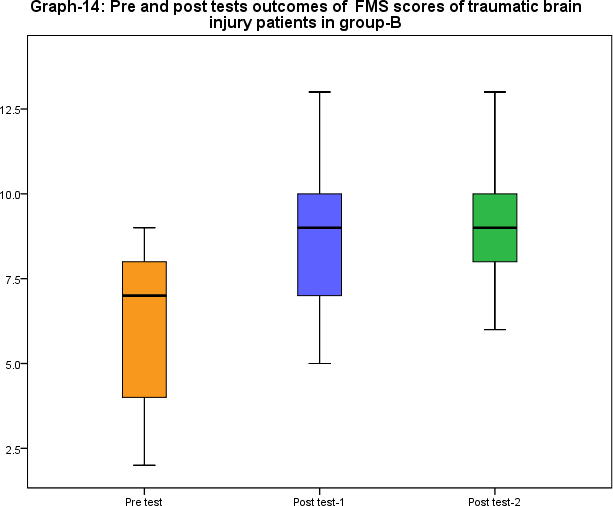 Graph-14: Pre and post tests outcomes of FMS scores of traumatic brain
injury patients in group-B
12.5
10.0
7.5
5.0
2.5
Pre test Post test-1 Post test-2